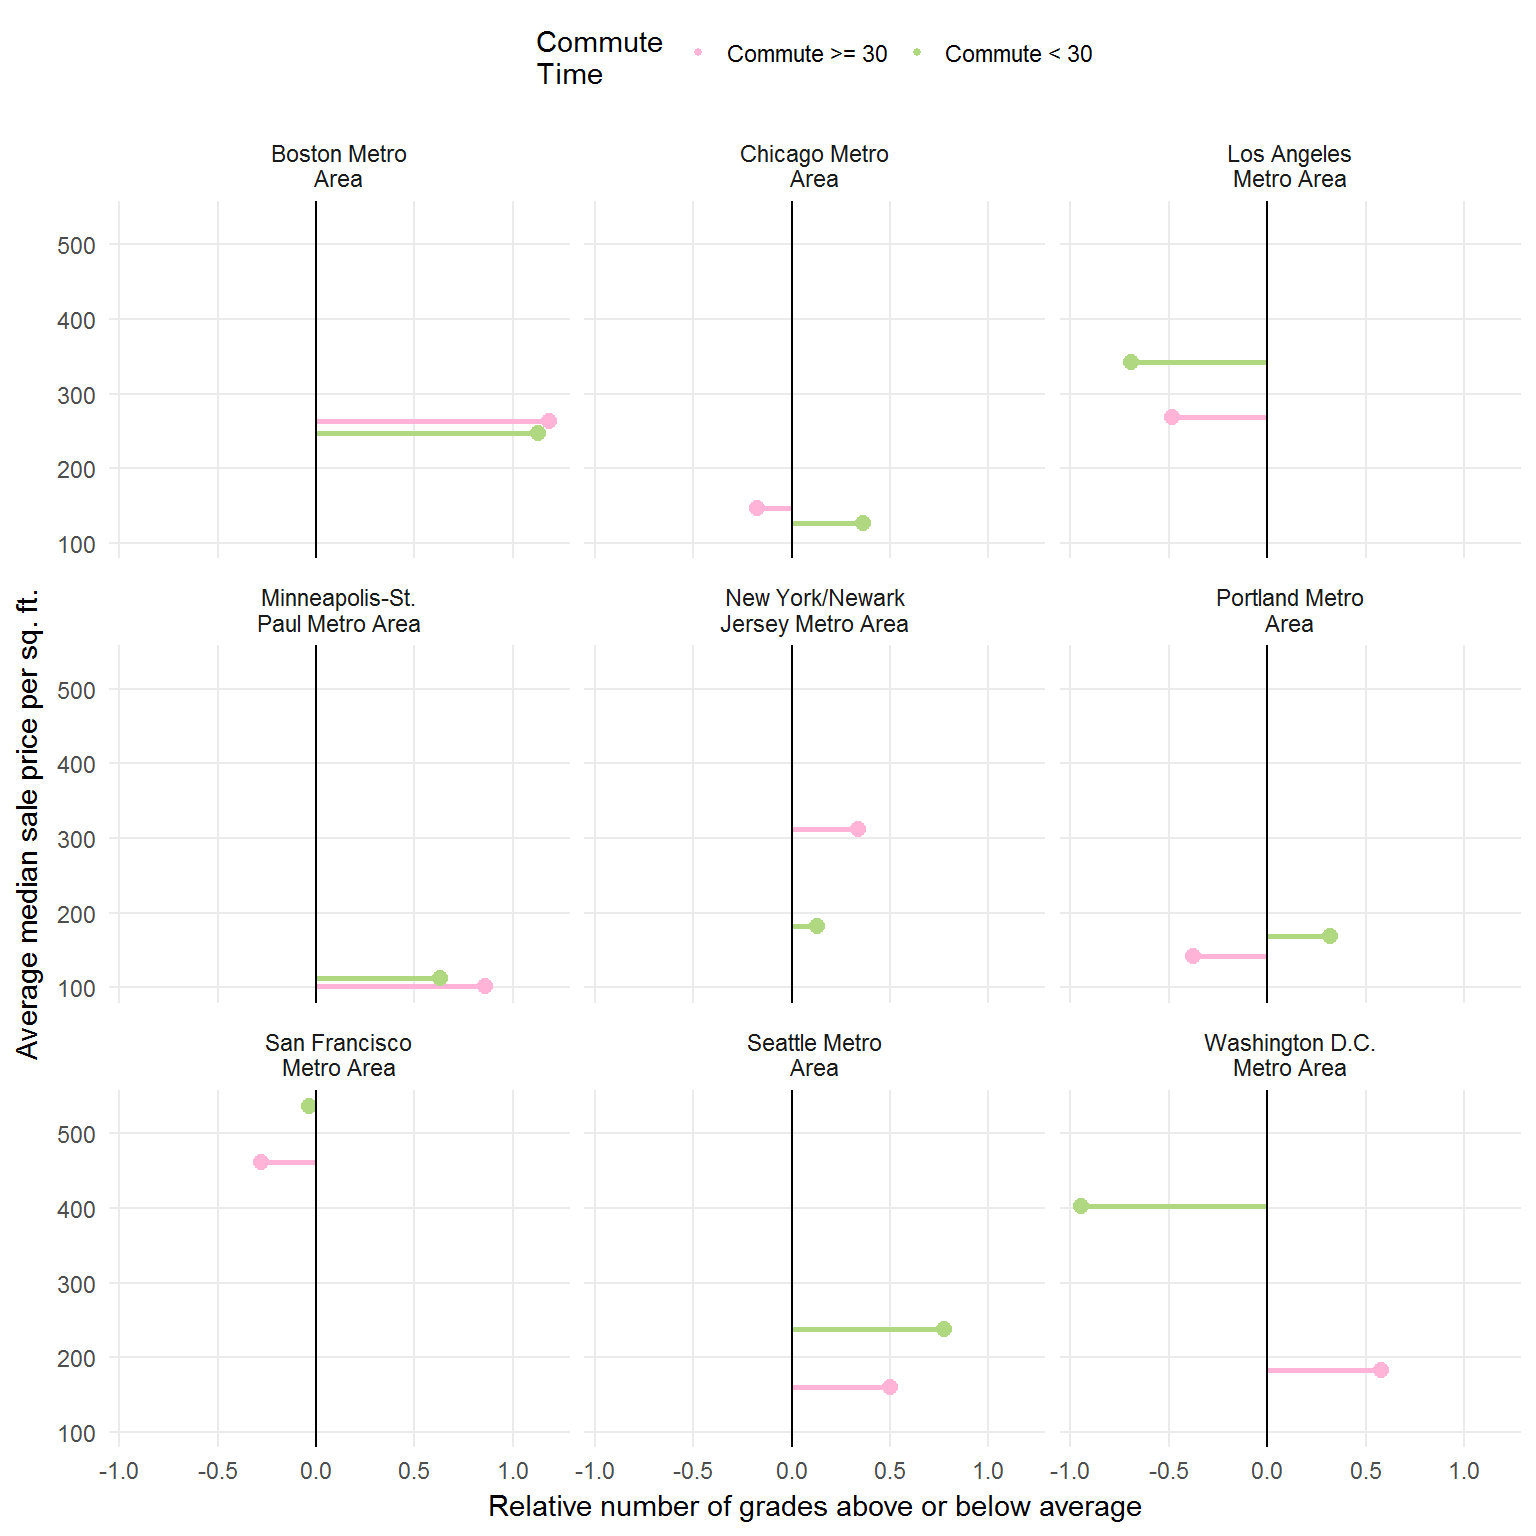 Commute
Time
Commute >= 30
Commute < 30
Boston Metro
Area
Chicago Metro
Area
Los Angeles
Metro Area
500
400
300
200
100
Minneapolis-St.
Paul Metro Area
New York/Newark
Jersey Metro Area
Portland Metro
Area
500
400
300
200
100
San Francisco
Metro Area
Seattle Metro
Area
Washington D.C.
Metro Area
500
400
300
200
100
-1.0 -0.5 0.0 0.5 1.0
-1.0 -0.5 0.0 0.5 1.0
-1.0 -0.5 0.0 0.5 1.0
Relative number of grades above or below average
Average median sale price per sq. ft.